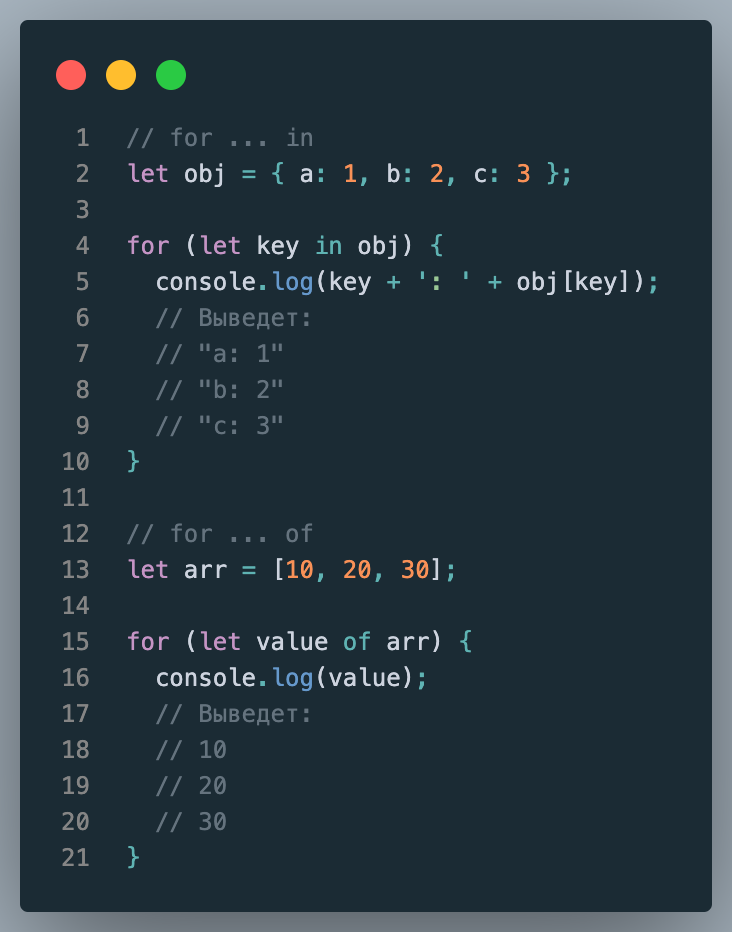 1 // for ... in
2 let obj = { a: 1, b: 2, c: 3 };
3
4 for (let key in obj) {
5   console.log(key + ': ' + obj[key]);
6   // Выведет:
7   // "a: 1"
8   // "b: 2"
9   // "c: 3"
10 }
11
12 // for ... of
13 let arr = [10, 20, 30];
14
15 for (let value of arr) {
16   console.log(value);
17   // Выведет:
18   // 10
19   // 20
20   // 30
21 }